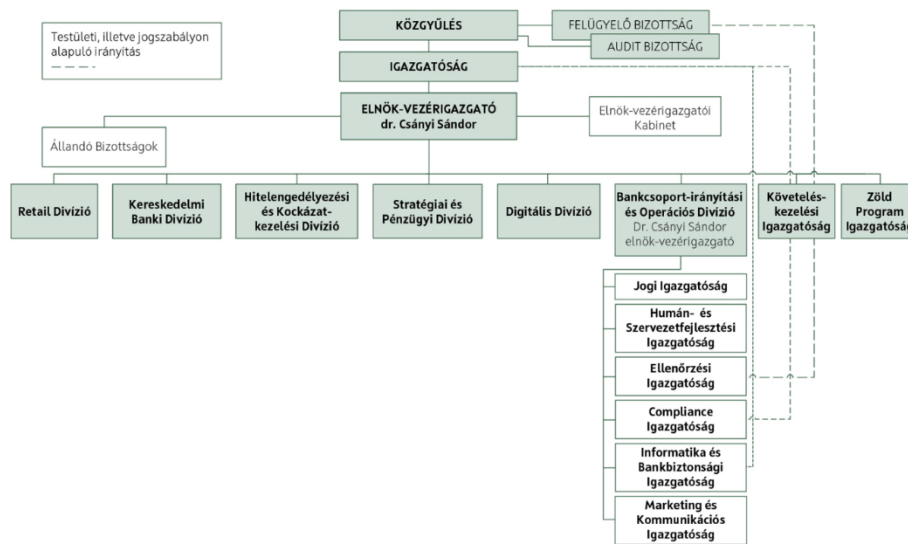 Testületi, illetve jogszabályon
alapuló irányítás
KÖZGYŰLÉS
FELÜGYELŐ BIZOTTSÁG
AUDIT BIZOTTSÁG
IGAZGATÓSÁG
ELNÖK-VEZÉRIGAZGATÓ
dr. Csányi Sándor
Elnök-vezérigazgatói
Kabinet
Állandó Bizottságok
Retail Divízió
Kereskedelmi
Banki Divízió
Hitelengedélyezési
és Kockázat-
kezelési Divízió
Stratégiai és
Pénzügyi Divízió
Digitális Divízió
Bankcsoport-irányítási
és Operációs Divízió
Dr. Csányi Sándor
elnök-vezérigazgató
Követelés-
kezelési
Igazgatóság
Zöld
Program
Igazgatóság
Jogi Igazgatóság
Humán- és
Szervezetfejlesztési
Igazgatóság
Ellenőrzési
Igazgatóság
Compliance
Igazgatóság
Informatika és
Bankbiztonsági
Igazgatóság
Marketing és
Kommunikációs
Igazgatóság